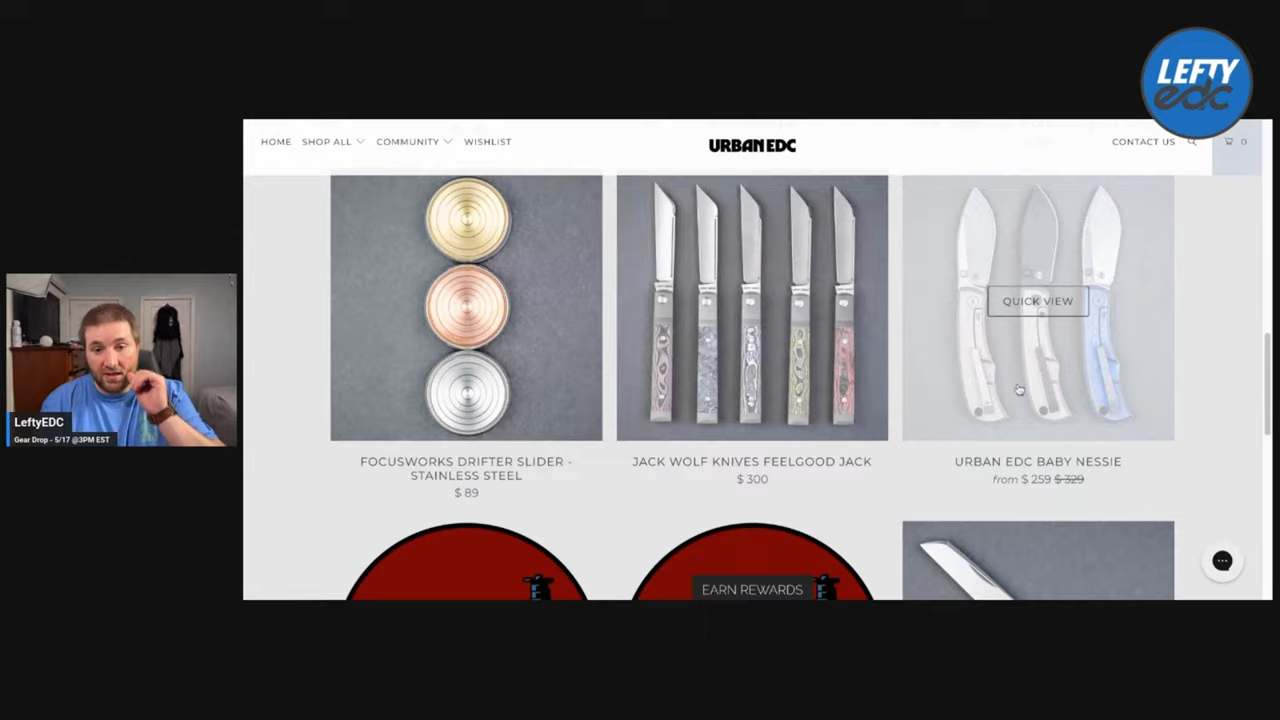 LEFTY
edc
HOME SHOP ALL COMMUNITY WISHLIST
URBAN EDC
CONTACT US
0
QUICK VIEW
LeftyEDC
Gear Drop - 5/17 @3PM EST
FOCUSWORKS DRIFTER SLIDER -
STAINLESS STEEL
$ 89
JACK WOLF KNIVES FEELGOOD JACK
$ 300
URBAN EDC BABY NESSIE
from $ 259 $ 329
EARN REWARDS